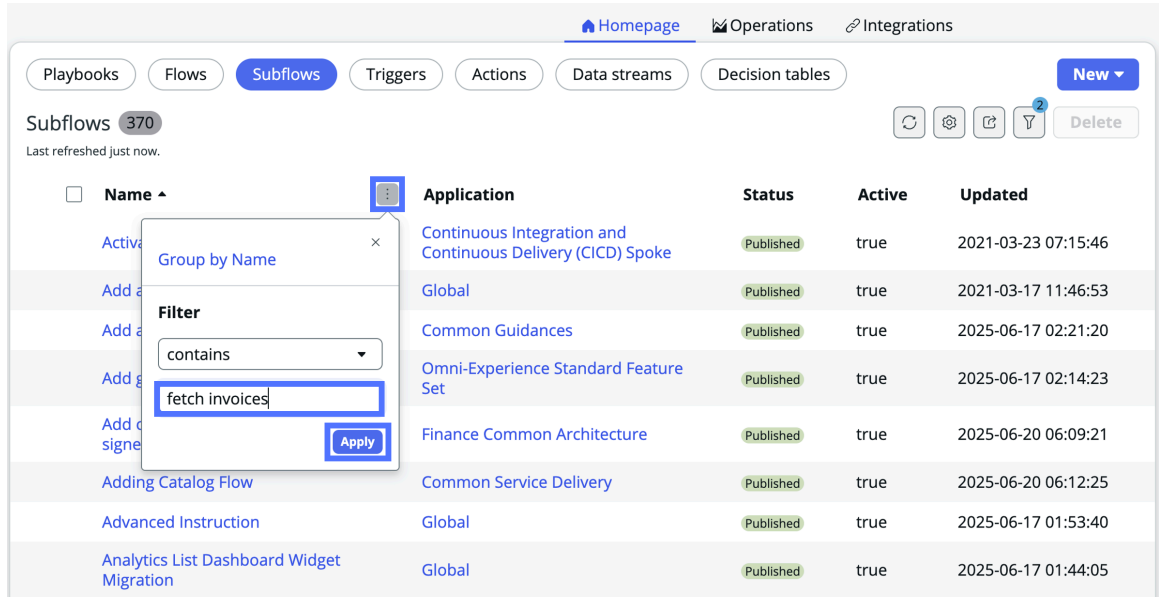 Homepage Operations Integrations
Playbooks Flows Subflows Triggers Actions Data streams Decision tables New
Subflows 370 2 Delete
Last refreshed just now.
Name Application Status Active Updated
Continuous Integration and
Continuous Delivery (CICD) Spoke Published true 2021-03-23 07:15:46
Add Global Published true 2021-03-17 11:46:53
Add Common Guidances Published true 2025-06-17 02:21:20
Add Omni-Experience Standard Feature
Set Published true 2025-06-17 02:14:23
Add Finance Common Architecture Published true 2025-06-20 06:09:21
Group by Name
Filter
contains
fetch invoices
Apply
Adding Catalog Flow Common Service Delivery Published true 2025-06-20 06:12:25
Advanced Instruction Global Published true 2025-06-17 01:53:40
Analytics List Dashboard Widget
Migration Global Published true 2025-06-17 01:44:05